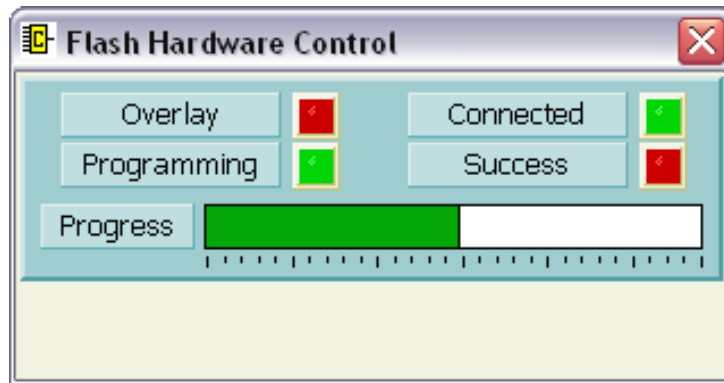 C Flash Hardware Control
Overlay Connected
Programming Success
Progress